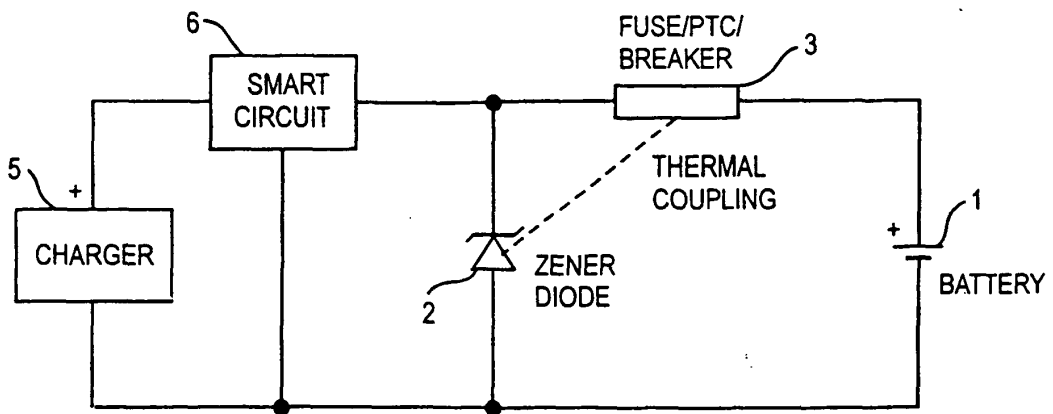 6
SMART
CIRCUIT
FUSE/PTC/
BREAKER
3
THERMAL
COUPLING
5
+
CHARGER
2
ZENER
DIODE
+
1
BATTERY